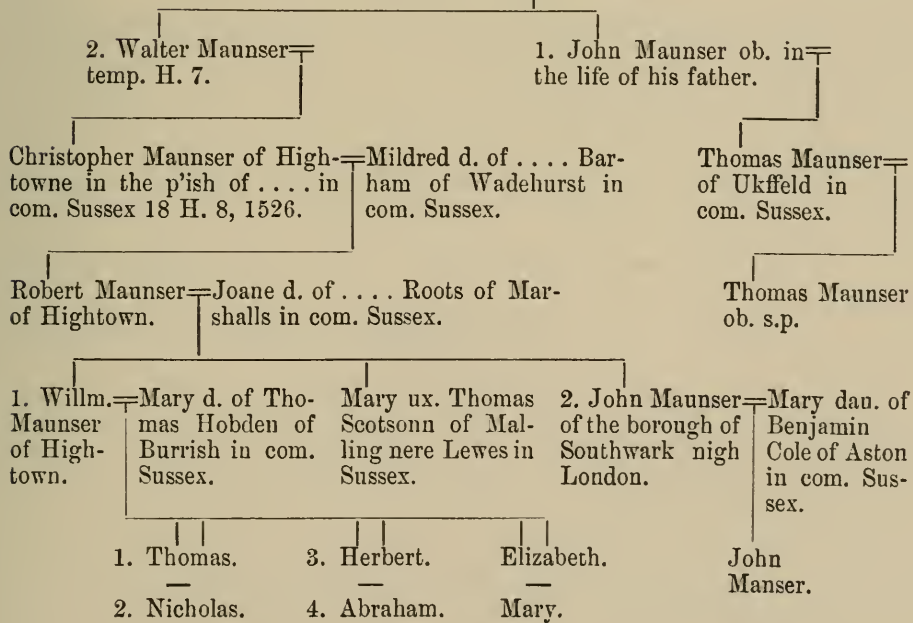 2. Walter Maunser
temp. H. 7.
1. John Maunser ob. in
the life of his father.
Christopher Maunser of High-
towne in the p'ish of . . . . in
com. Sussex 18 H. 8, 1526.
Mildred d. of . . . . Bar-
ham of Wadehurst in
com. Sussex.
Thomas Maunser
of Ukffeld in
com. Sussex.
Robert Maunser
of Hightown.
Joane d. of . . . . Roots of Mar-
shalls in com. Sussex.
Thomas Maunser
ob. s.p.
1. Willm.
Maunser
of High-
town.
Mary d. of Tho-
mas Hobden of
Burrish in com.
Sussex.
Mary ux. Thomas
Scotsonn of Mal-
ling nere Lewes in
Sussex.
2. John Maunser
of the borough of
Southwark nigh
London.
Mary dau. of
Benjamin
Cole of Aston
in com. Sus-
sex.
1. Thomas.
2. Nicholas.
3. Herbert.
4. Abraham.
Elizabeth.
Mary.
John
Manser.